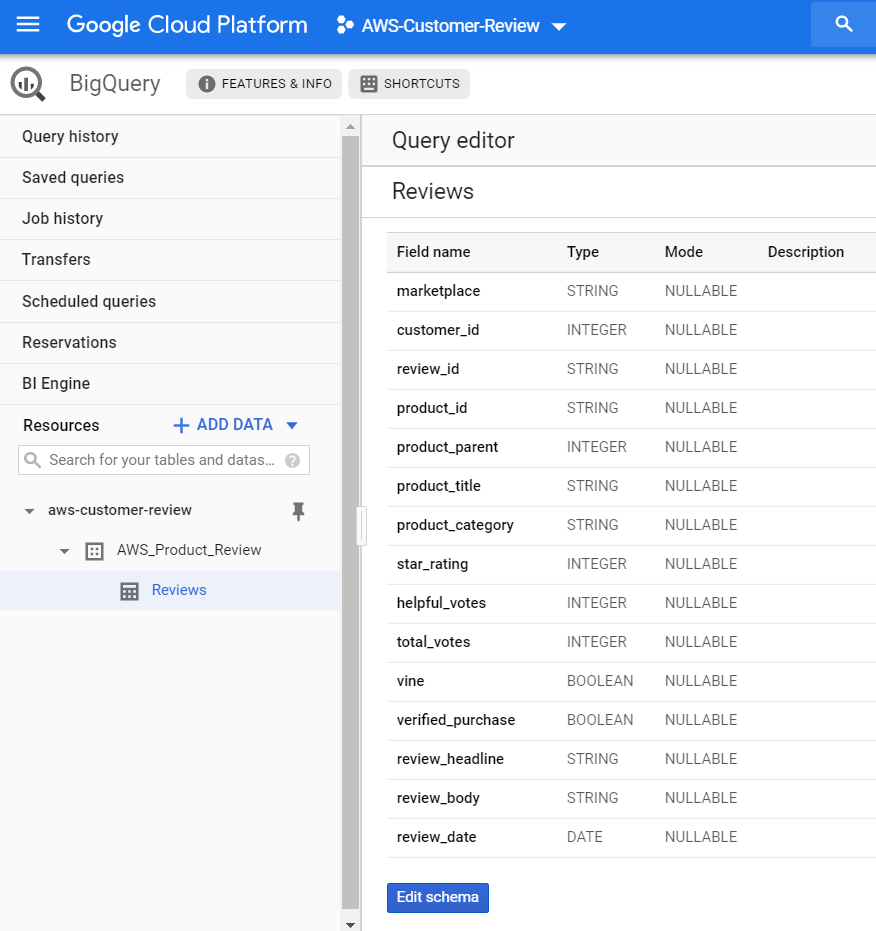 Google Cloud Platform AWS-Customer-Review
BigQuery FEATURES & INFO SHORTCUTS
Query history
Saved queries
Job history
Transfers
Scheduled queries
Reservations
BI Engine
Resources ADD DATA
Search for your tables and datas... ?
aws-customer-review
AWS_Product_Review
Reviews
Query editor
Reviews
Field name Type Mode Description
marketplace STRING NULLABLE
customer_id INTEGER NULLABLE
review_id STRING NULLABLE
product_id STRING NULLABLE
product_parent INTEGER NULLABLE
product_title STRING NULLABLE
product_category STRING NULLABLE
star_rating INTEGER NULLABLE
helpful_votes INTEGER NULLABLE
total_votes INTEGER NULLABLE
vine BOOLEAN NULLABLE
verified_purchase BOOLEAN NULLABLE
review_headline STRING NULLABLE
review_body STRING NULLABLE
review_date DATE NULLABLE
Edit schema